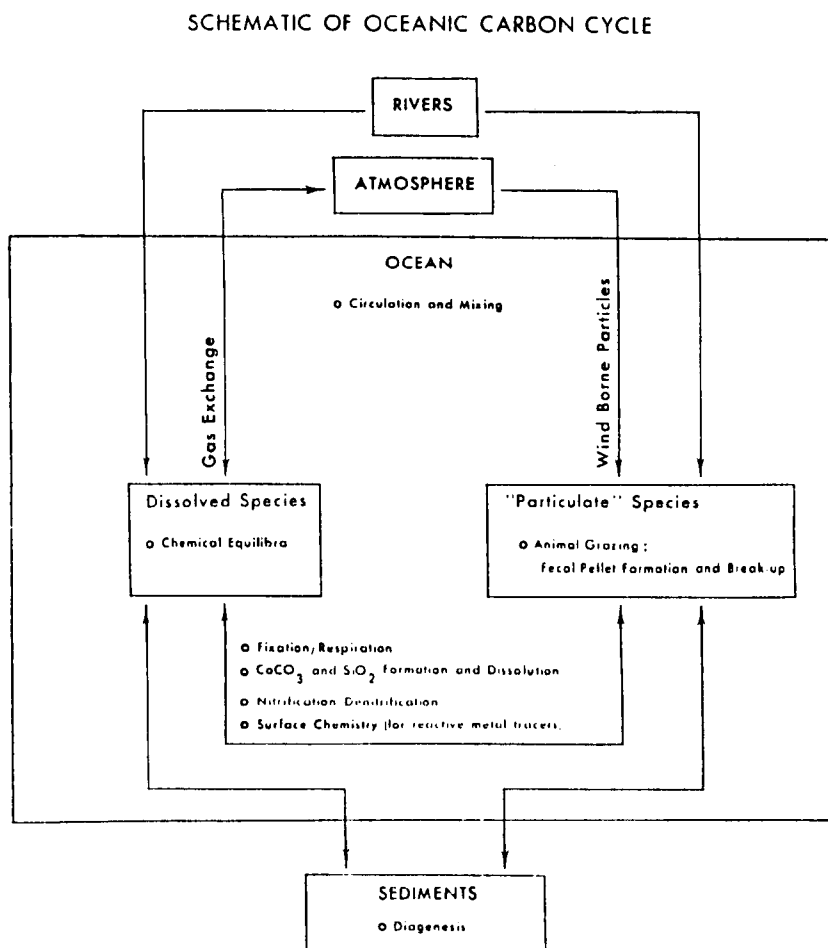 SCHEMATIC OF OCEANIC CARBON CYCLE
RIVERS
ATMOSPHERE
OCEAN
o Circulation and Mixing
Gas Exchange
Wind Borne Particles
Dissolved Species
o Chemical Equilibra
"Particulate" Species
o Animal Grazing;
Fecal Pellet Formation and Break-up
o Fixation/Respiration
o CaCO₃ and SiO₂ Formation and Dissolution
o Nitrification Denitrification
o Surface Chemistry (for reactive metal tracers)
SEDIMENTS
o Diagenesis